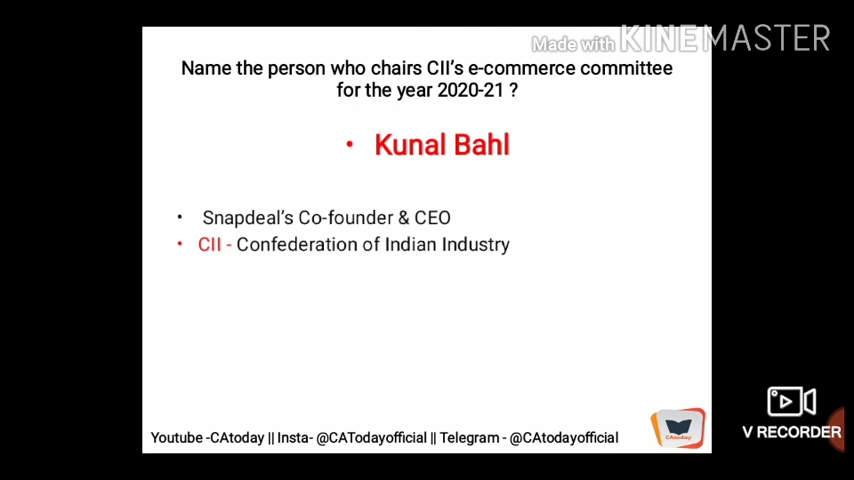 Made with KINEMASTER
Name the person who chairs CII's e-commerce committee
for the year 2020-21 ?
• Kunal Bahl
• Snapdeal's Co-founder & CEO
• CII - Confederation of Indian Industry
Youtube -CAtoday || Insta- @CATodayofficial || Telegram - @CAtodayofficial
CAtoday
V RECORDER